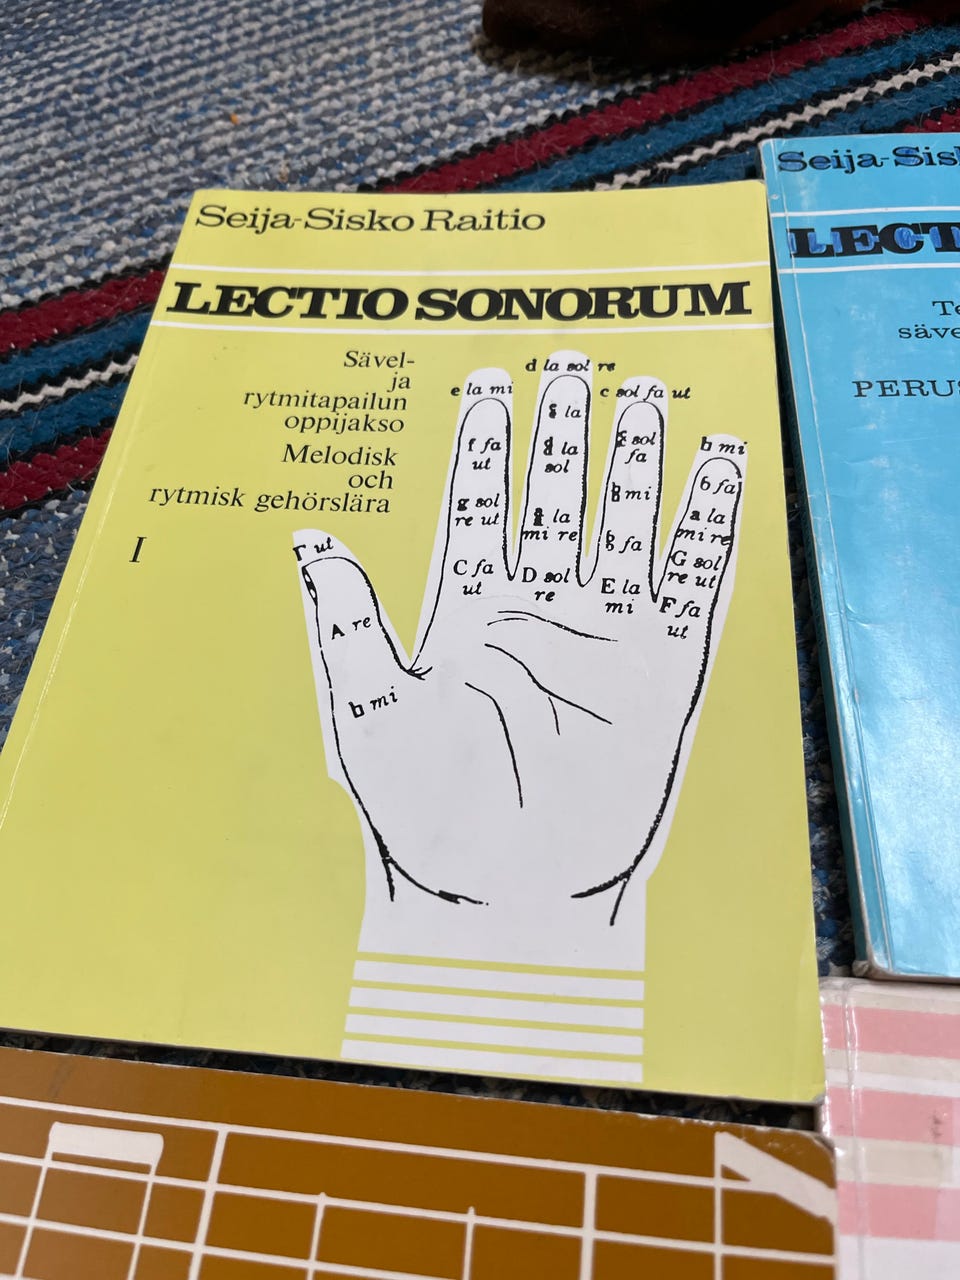 Seija-Sisko Raitio
LECTIO SONORUM
Sävel-
ja
rytmitapailun
oppijakso
Melodisk
och
rytmisk gehörslära
I
d la sol re
e la mi
c sol fa ut
b mi
la
f fa
ut
la
sol
sol
fa
mi
b fa
g sol
re ut
la
mi re
fa
a la
mi re
C fa
ut
D sol
re
E la
mi
G sol
re ut
F fa
ut
Γ ut
A re
b mi
Seija-
LECT
säve
PERUS